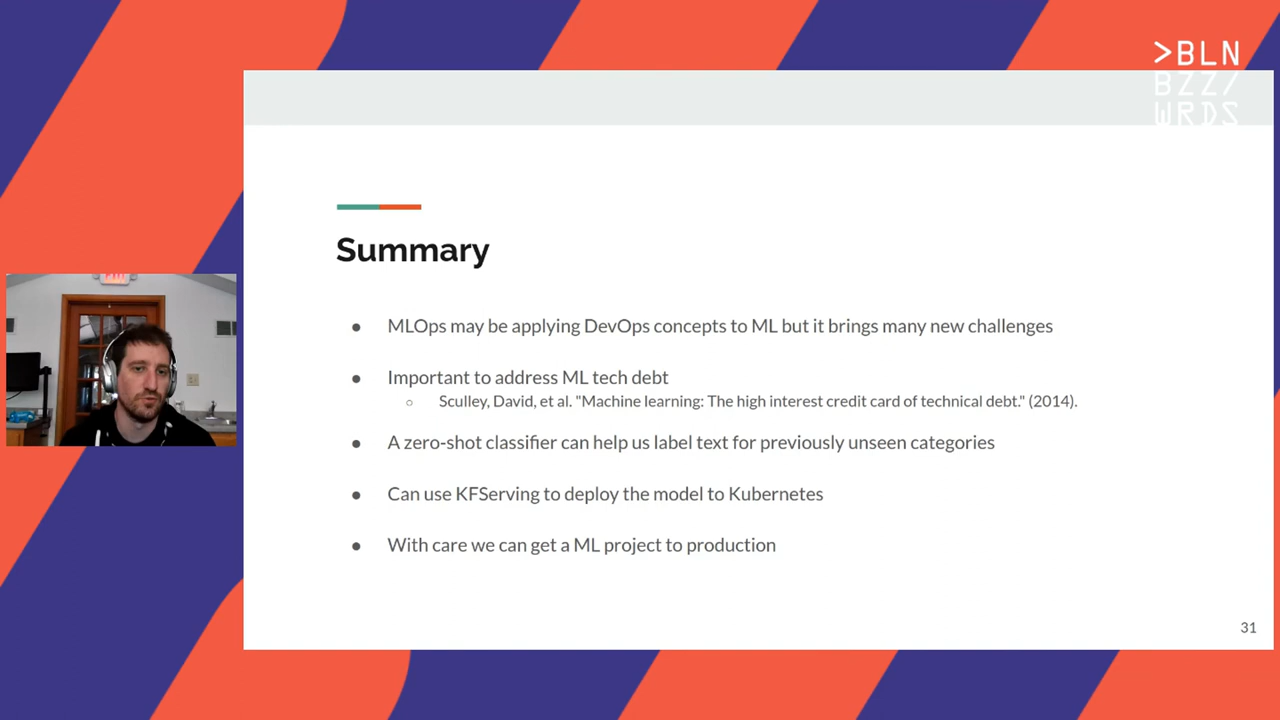 >BLN
BZZ/
WRDS
Summary
● MLOps may be applying DevOps concepts to ML but it brings many new challenges
● Important to address ML tech debt
○ Sculley, David, et al. "Machine learning: The high interest credit card of technical debt." (2014).
● A zero-shot classifier can help us label text for previously unseen categories
● Can use KFServing to deploy the model to Kubernetes
● With care we can get a ML project to production
31